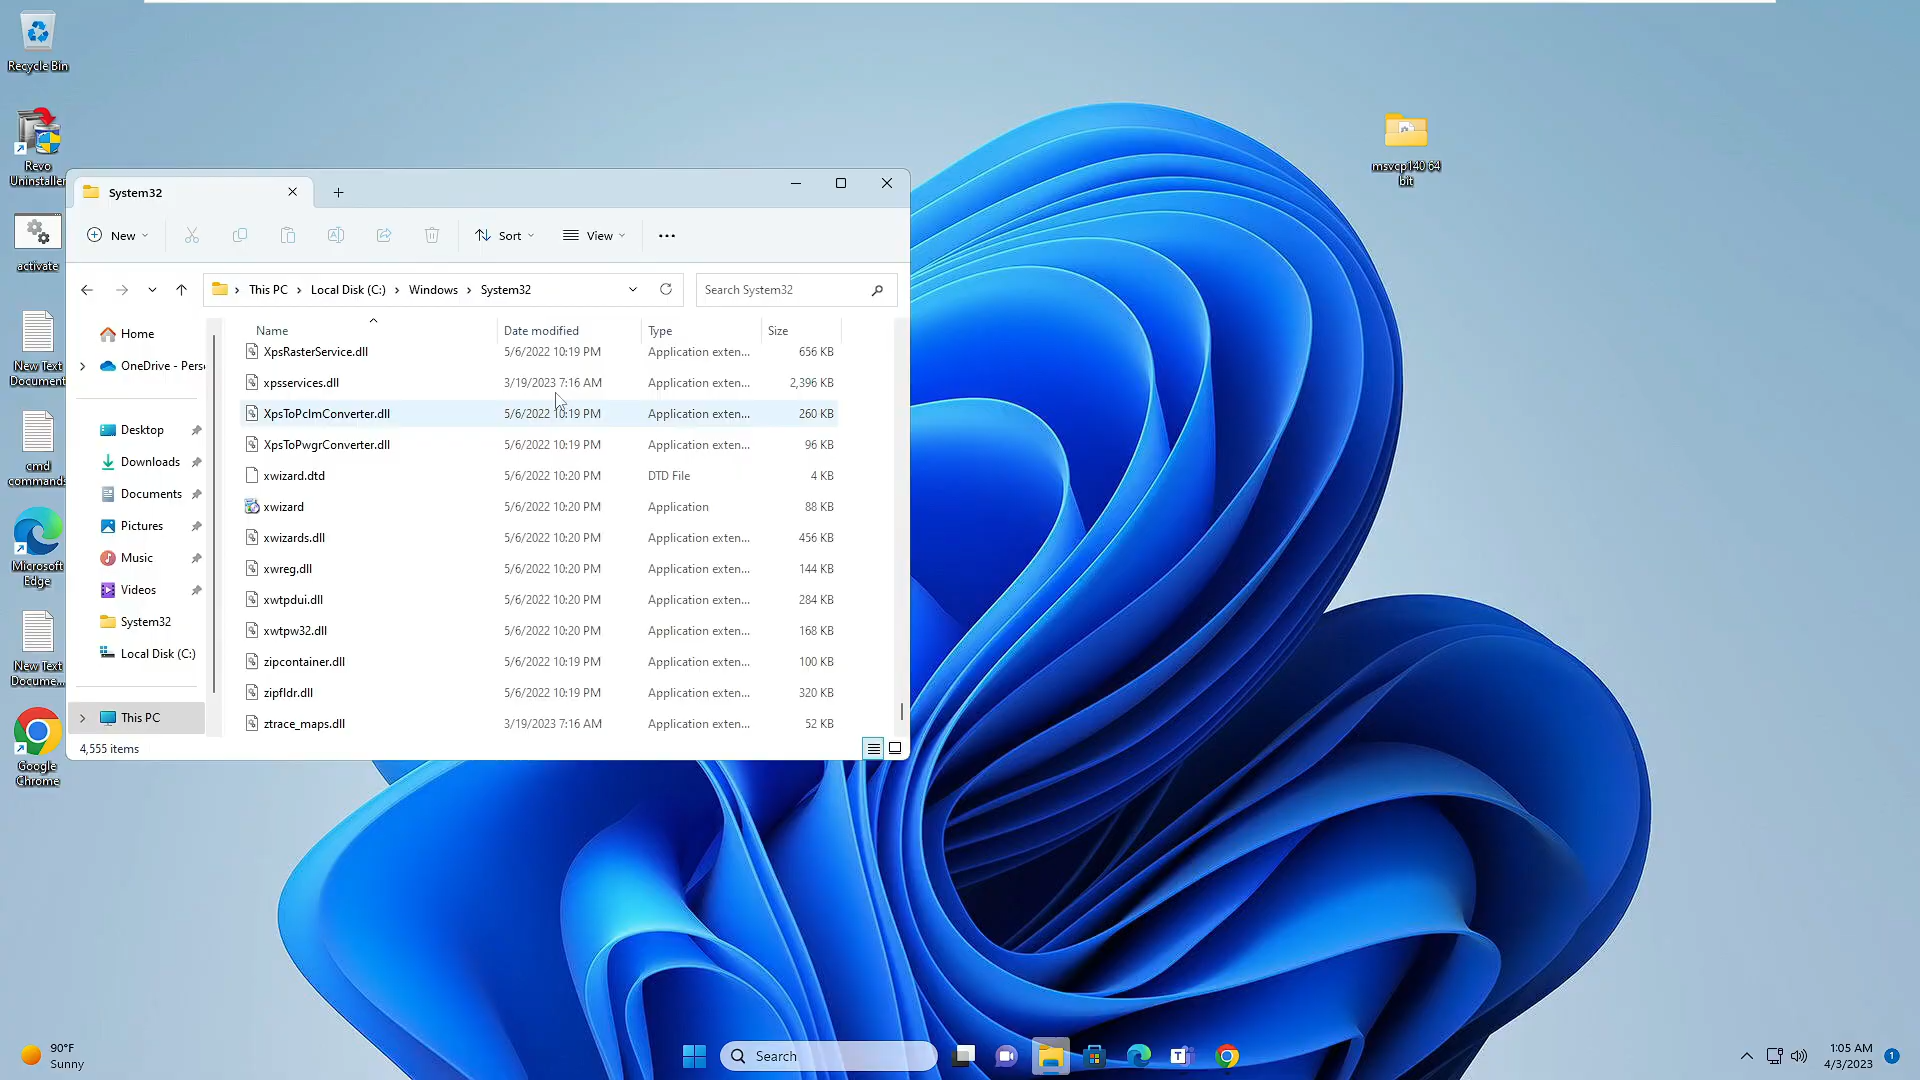 Recycle Bin
Revo
Uninstaller
activate
New Text
Document
cmd
commands
Microsoft
Edge
New Text
Docume...
Google
Chrome
msvcp140 64
bit
System32
New
Sort
View
This PC
Local Disk (C:)
Windows
System32
Search System32
Home
OneDrive - Pers
Desktop
Downloads
Documents
Pictures
Music
Videos
System32
Local Disk (C:)
This PC
Name Date modified Type Size
XpsRasterService.dll 5/6/2022 10:19 PM Application exten... 656 KB
xpsservices.dll 3/19/2023 7:16 AM Application exten... 2,396 KB
XpsToPclmConverter.dll 5/6/2022 10:19 PM Application exten... 260 KB
XpsToPwgrConverter.dll 5/6/2022 10:19 PM Application exten... 96 KB
xwizard.dtd 5/6/2022 10:20 PM DTD File 4 KB
xwizard 5/6/2022 10:20 PM Application 88 KB
xwizards.dll 5/6/2022 10:20 PM Application exten... 456 KB
xwreg.dll 5/6/2022 10:20 PM Application exten... 144 KB
xwtpdui.dll 5/6/2022 10:20 PM Application exten... 284 KB
xwtpw32.dll 5/6/2022 10:20 PM Application exten... 168 KB
zipcontainer.dll 5/6/2022 10:19 PM Application exten... 100 KB
zipfldr.dll 5/6/2022 10:19 PM Application exten... 320 KB
ztrace_maps.dll 3/19/2023 7:16 AM Application exten... 52 KB
4,555 items
90°F
Sunny
Search
1:05 AM
4/3/2023
1